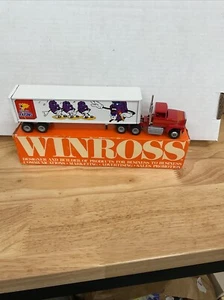 WINROSS
DESIGNER AND BUILDER OF PRODUCTS FOR BUSINESS TO BUSINESS
COMMUNICATIONS • MARKETING • ADVERTISING • SALES PROMOTION